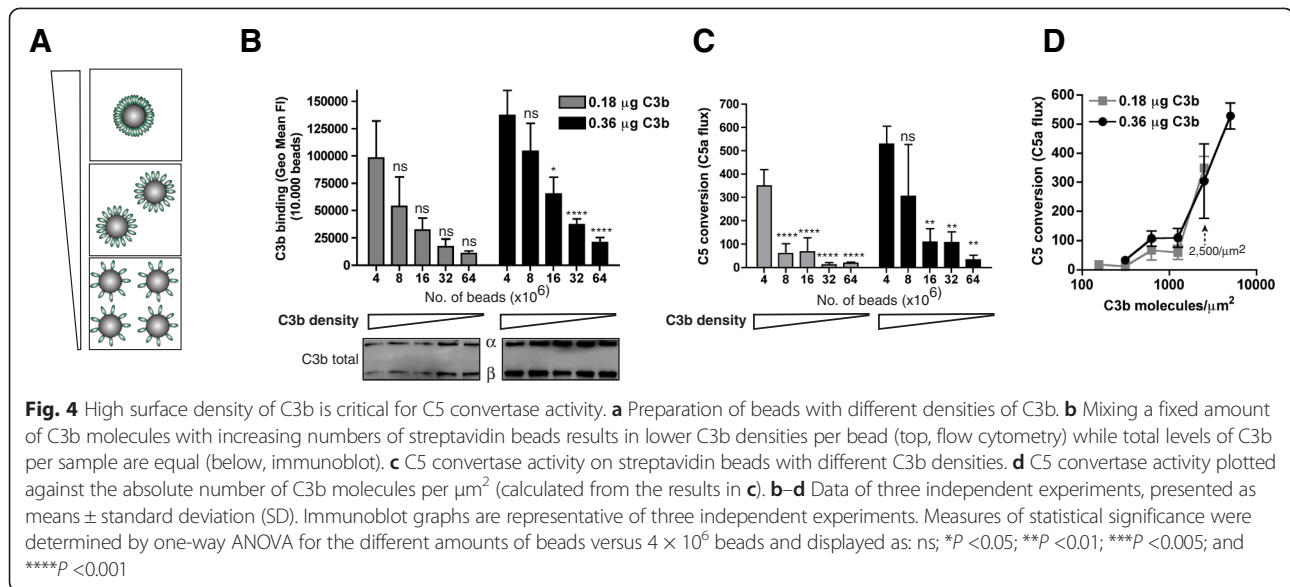 A
B
C
D
C3b binding (Geo Mean FI)
(10.000 beads)
150000
125000
100000
75000
50000
25000
0
ns
ns
ns
ns
ns
*
****
****
0.18 μg C3b
0.36 μg C3b
4 8 16 32 64 4 8 16 32 64
No. of beads (x10⁶)
C3b density
C3b total
α
β
C5 conversion (C5a flux)
700
600
500
400
300
200
100
0
****
****
****
****
ns
**
**
**
4 8 16 32 64 4 8 16 32 64
No. of beads (x10⁶)
C3b density
C5 conversion (C5a flux)
600
500
400
300
200
100
0
0.18 μg C3b
0.36 μg C3b
2,500/μm²
100 1000 10000
C3b molecules/μm²
Fig. 4 High surface density of C3b is critical for C5 convertase activity. a Preparation of beads with different densities of C3b. b Mixing a fixed amount
of C3b molecules with increasing numbers of streptavidin beads results in lower C3b densities per bead (top, flow cytometry) while total levels of C3b
per sample are equal (below, immunoblot). c C5 convertase activity on streptavidin beads with different C3b densities. d C5 convertase activity plotted
against the absolute number of C3b molecules per μm² (calculated from the results in c). b–d Data of three independent experiments, presented as
means ± standard deviation (SD). Immunoblot graphs are representative of three independent experiments. Measures of statistical significance were
determined by one-way ANOVA for the different amounts of beads versus 4 × 10⁶ beads and displayed as: ns; *P <0.05; **P <0.01; ***P <0.005; and
****P <0.001